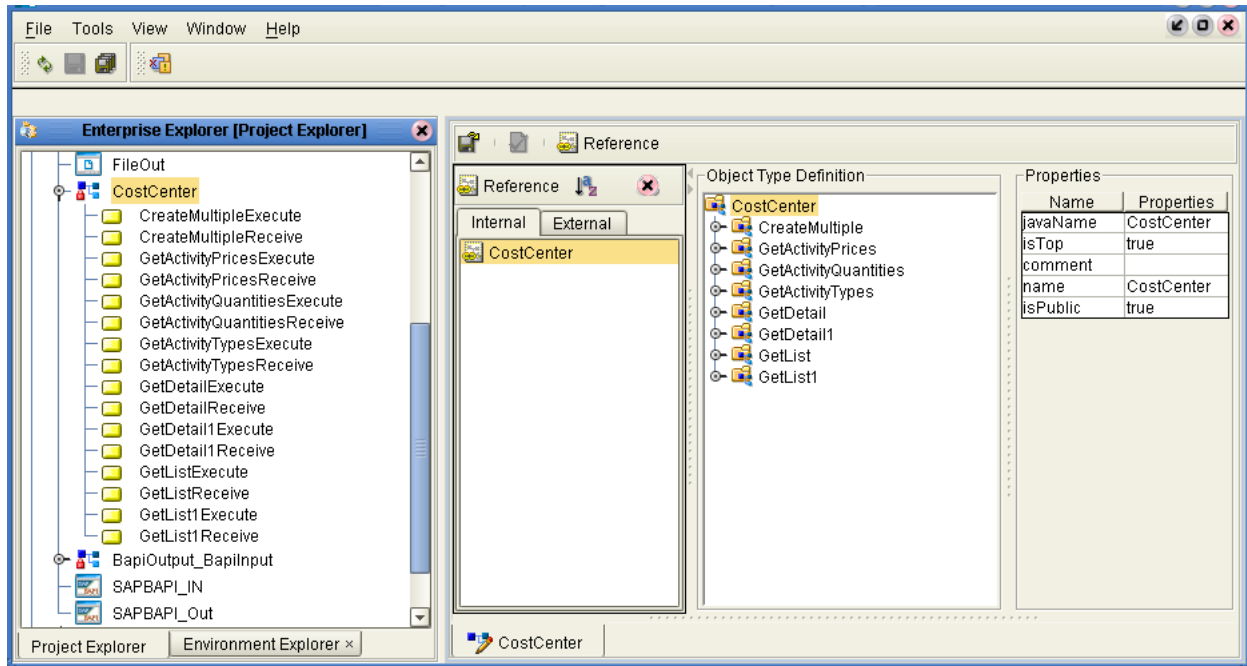 File Tools View Window Help
Enterprise Explorer [Project Explorer]
FileOut
CostCenter
CreateMultipleExecute
CreateMultipleReceive
GetActivityPricesExecute
GetActivityPricesReceive
GetActivityQuantitiesExecute
GetActivityQuantitiesReceive
GetActivityTypesExecute
GetActivityTypesReceive
GetDetailExecute
GetDetailReceive
GetDetail1Execute
GetDetail1Receive
GetListExecute
GetListReceive
GetList1Execute
GetList1Receive
BapiOutput_BapiInput
SAPBAPI_IN
SAPBAPI_Out
Project Explorer
Environment Explorer ×
Reference
Reference
Internal External
CostCenter
Object Type Definition
CostCenter
CreateMultiple
GetActivityPrices
GetActivityQuantities
GetActivityTypes
GetDetail
GetDetail1
GetList
GetList1
Properties
Name Properties
javaName CostCenter
isTop true
comment
name CostCenter
isPublic true
CostCenter